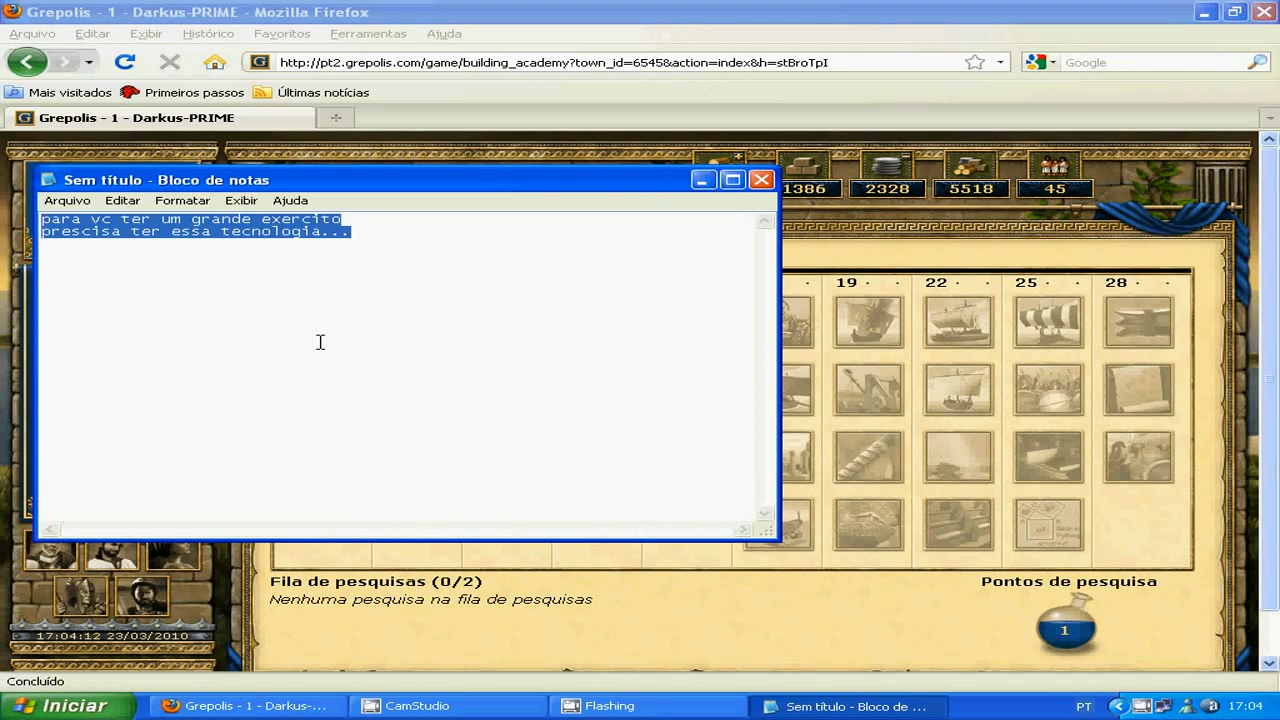 Grepolis - 1 - Darkus-PRIME - Mozilla Firefox
Arquivo Editar Exibir Histórico Favoritos Ferramentas Ajuda
http://pt2.grepolis.com/game/building_academy?town_id=6545&action=index&h=stBroTpI
Google
Mais visitados Primeiros passos Últimas notícias
Grepolis - 1 - Darkus-PRIME
Sem título - Bloco de notas
1386 2328 5518 45
Arquivo Editar Formatar Exibir Ajuda
para vc ter um grande exercito
prescisa ter essa tecnologia...
19 22 25 28
Fila de pesquisas (0/2)
Pontos de pesquisa
Nenhuma pesquisa na fila de pesquisas
1
17:04:12 23/03/2010
Concluído
Iniciar Grepolis - 1 - Darkus-... CamStudio Flashing Sem título - Bloco de ... PT 17:04